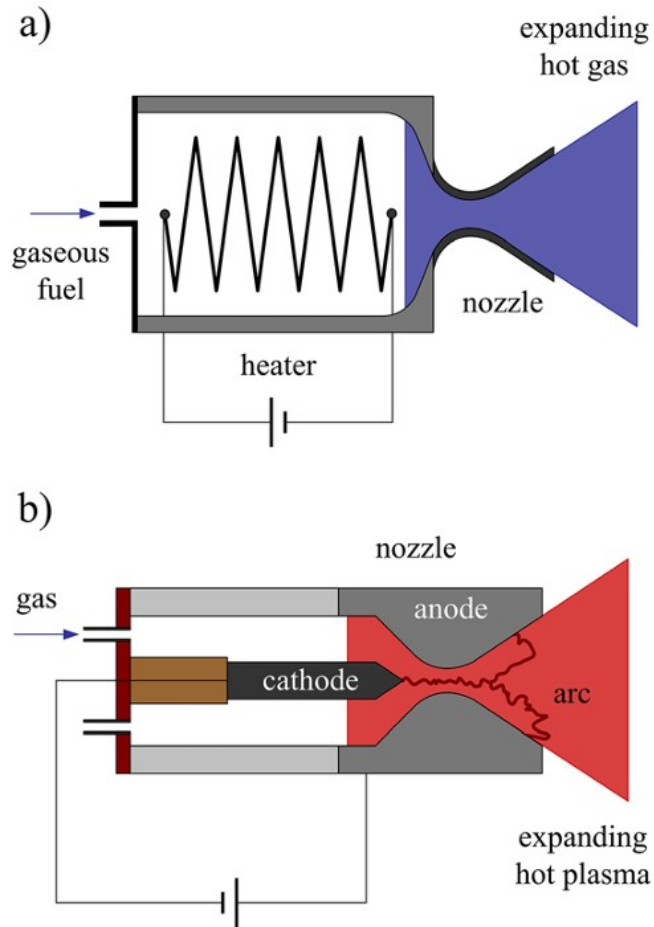 a)
expanding
hot gas
gaseous
fuel
nozzle
heater
b)
nozzle
gas
anode
cathode
arc
expanding
hot plasma